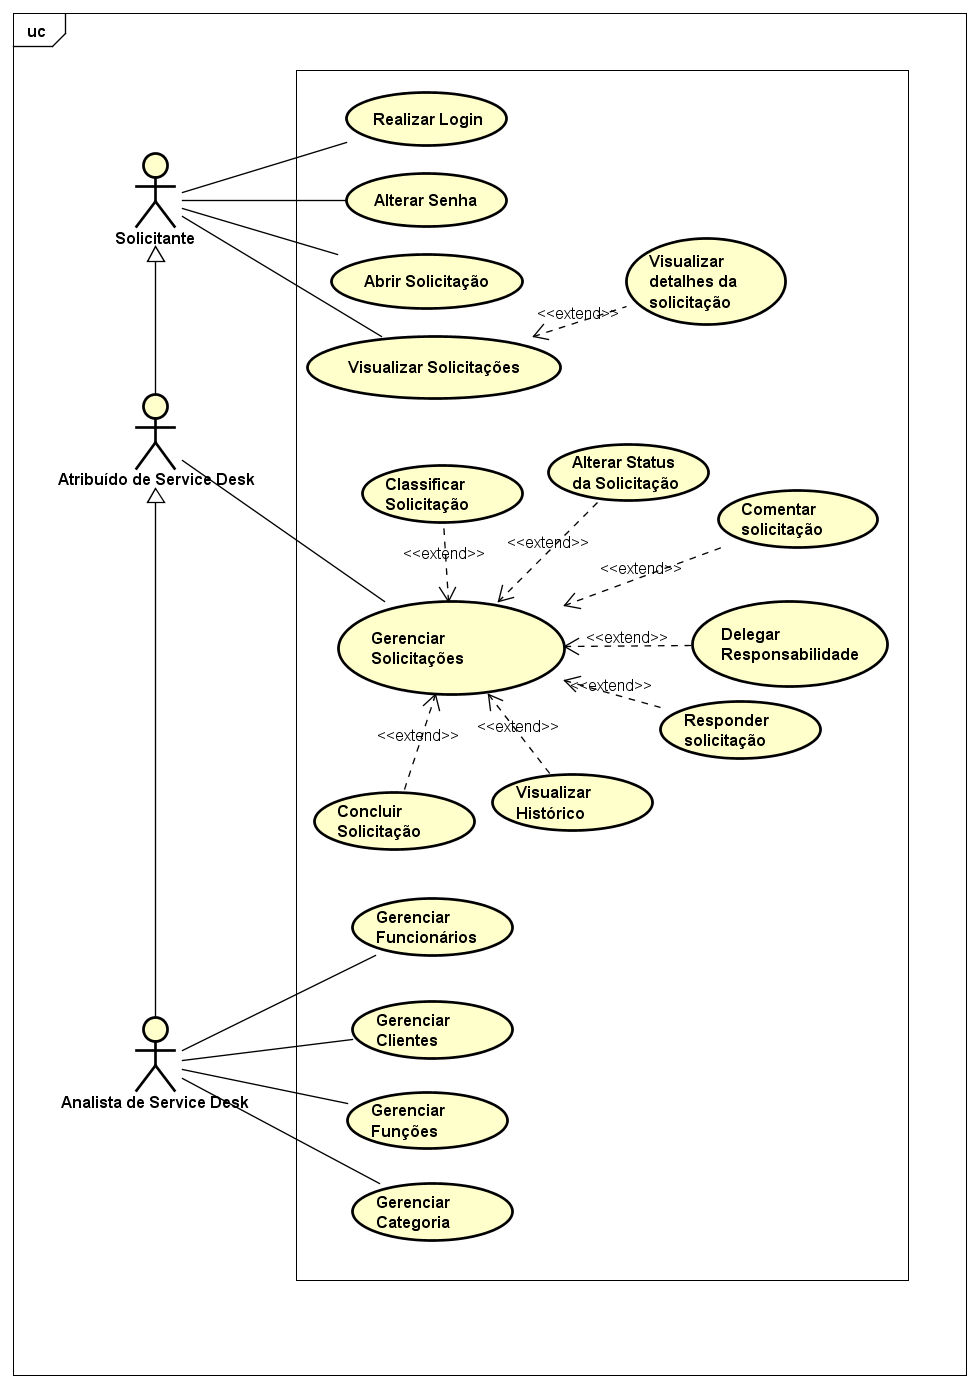 uc
Realizar Login
Alterar Senha
Solicitante
Abrir Solicitação
Visualizar
detalhes da
solicitação
<<extend>>
Visualizar Solicitações
Atribuído de Service Desk
Classificar
Solicitação
Alterar Status
da Solicitação
Comentar
solicitação
<<extend>>
<<extend>>
<<extend>>
Gerenciar
Solicitações
<<extend>>
Delegar
Responsabilidade
<<extend>>
Responder
solicitação
<<extend>>
<<extend>>
Concluir
Solicitação
Visualizar
Histórico
Gerenciar
Funcionários
Gerenciar
Clientes
Analista de Service Desk
Gerenciar
Funções
Gerenciar
Categoria